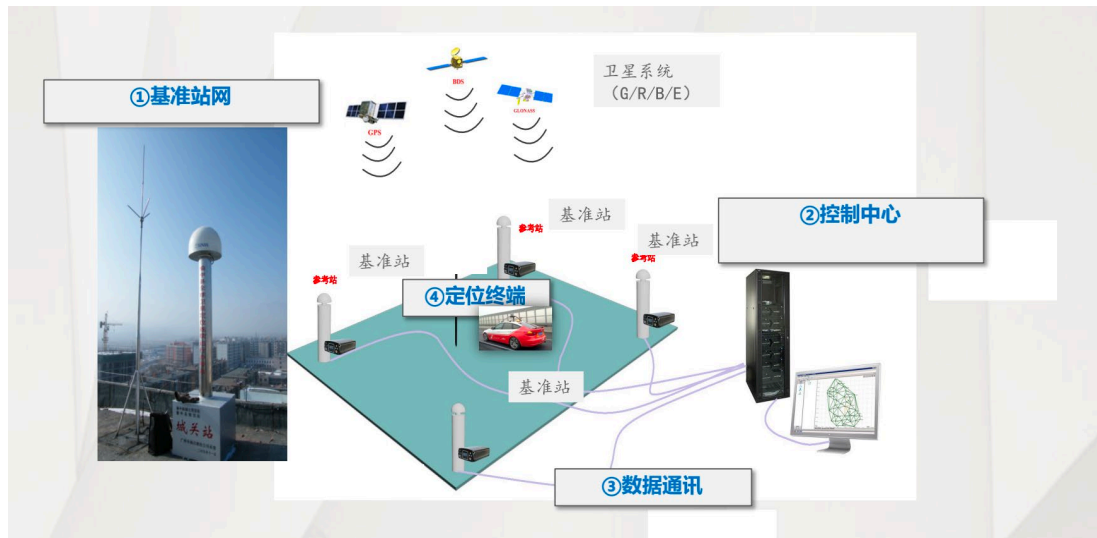 ①基准站网
BDS
GPS
GLONASS
卫星系统
(G/R/B/E)
基准站
参考站
基准站
参考站
基准站
参考站
②控制中心
④定位终端
基准站
③数据通讯
城关站